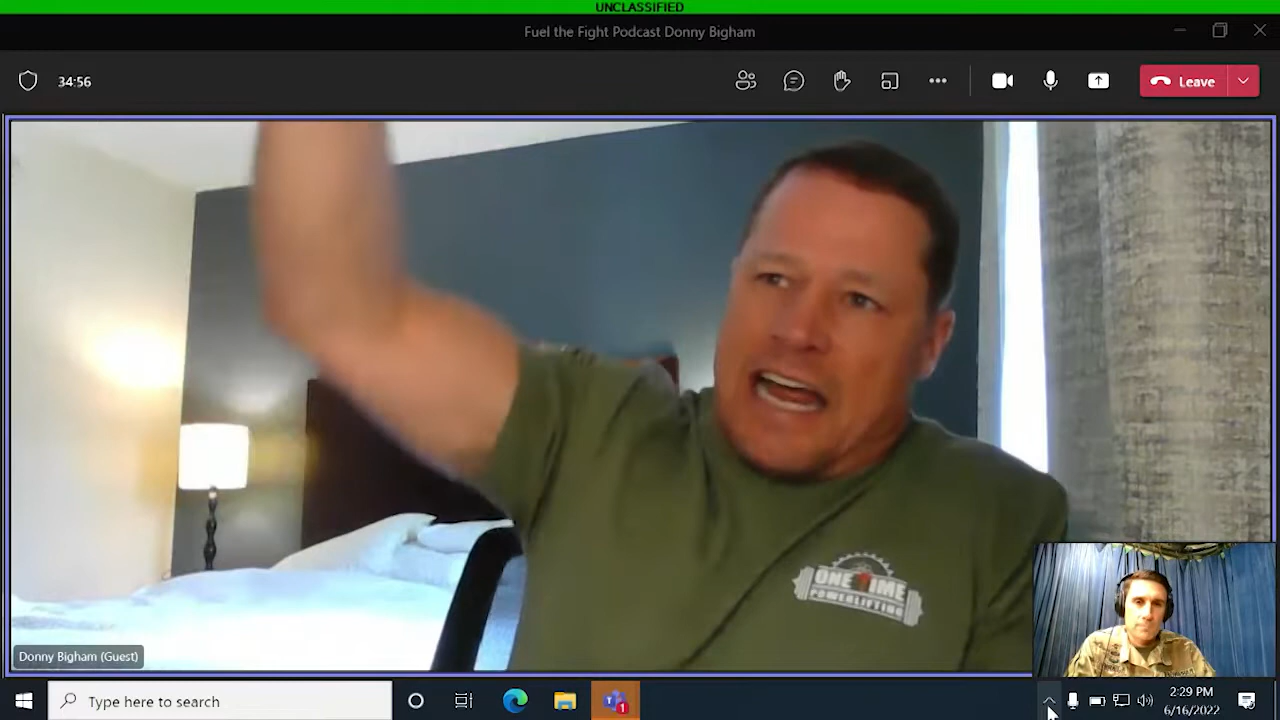 UNCLASSIFIED
Fuel the Fight Podcast Donny Bigham
34:56
Leave
ONE TIME
POWERLIFTING
Donny Bigham (Guest)
Type here to search
1
2:29 PM
6/16/2022